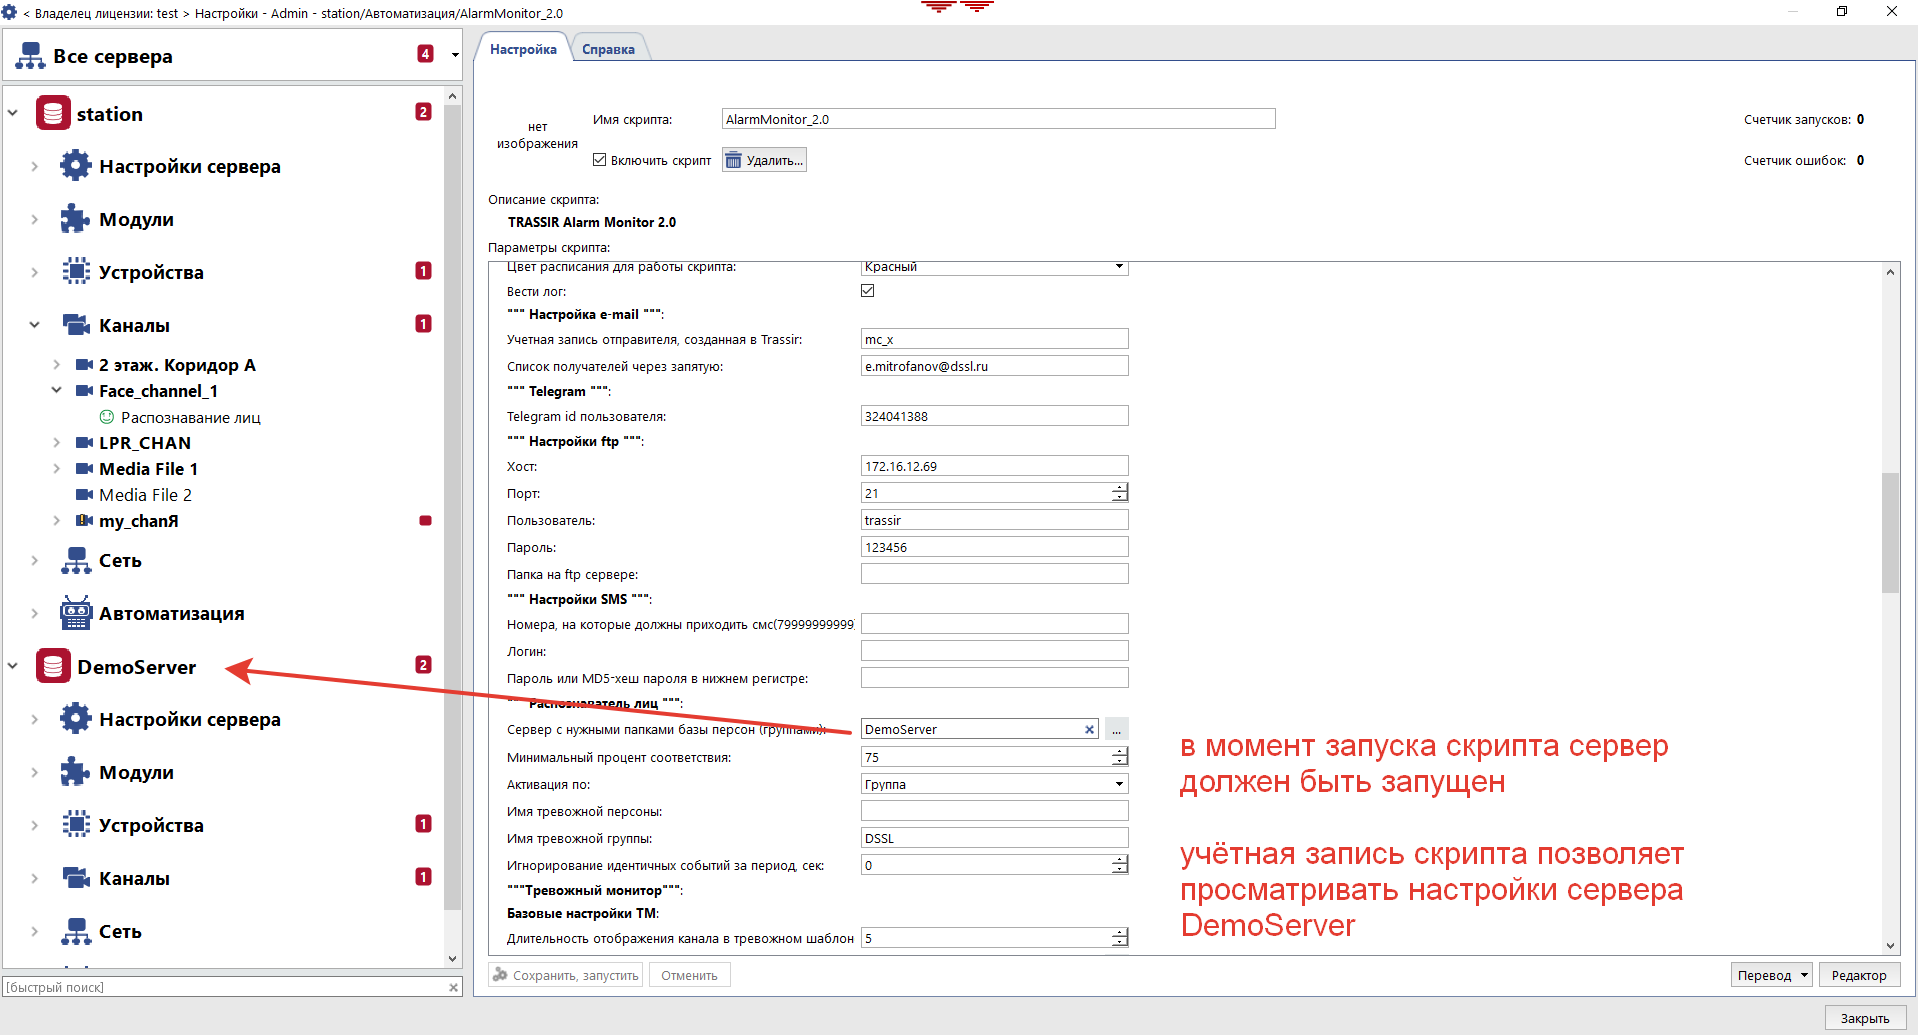 < Владелец лицензии: test > Настройки - Admin - station/Автоматизация/AlarmMonitor_2.0
Все сервера 4
station 2
Настройки сервера
Модули
Устройства 1
Каналы 1
2 этаж. Коридор А
Face_channel_1
Распознавание лиц
LPR_CHAN
Media File 1
Media File 2
my_chanЯ
Сеть
Автоматизация
DemoServer 2
Настройки сервера
Модули
Устройства 1
Каналы 1
Сеть
[быстрый поиск]
Настройка Справка
нет
изображения
Имя скрипта: AlarmMonitor_2.0
Счетчик запусков: 0
Включить скрипт Удалить...
Счетчик ошибок: 0
Описание скрипта:
TRASSIR Alarm Monitor 2.0
Параметры скрипта:
Цвет расписания для работы скрипта: Красный
Вести лог:
""" Настройка e-mail """:
Учетная запись отправителя, созданная в Trassir: mc_x
Список получателей через запятую: e.mitrofanov@dssl.ru
""" Telegram """:
Telegram id пользователя: 324041388
""" Настройки ftp """:
Хост: 172.16.12.69
Порт: 21
Пользователь: trassir
Пароль: 123456
Папка на ftp сервере:
""" Настройки SMS """:
Номера, на которые должны приходить смс(79999999999)
Логин:
Пароль или MD5-хеш пароля в нижнем регистре:
""" Распознаватель лиц """:
Сервер с нужными папками базы персон (группами): DemoServer ...
Минимальный процент соответствия: 75
Активация по: Группа
Имя тревожной персоны:
Имя тревожной группы: DSSL
Игнорирование идентичных событий за период, сек: 0
"""Тревожный монитор""":
Базовые настройки ТМ:
Длительность отображения канала в тревожном шаблон 5
в момент запуска скрипта сервер
должен быть запущен
учётная запись скрипта позволяет
просматривать настройки сервера
DemoServer
Сохранить, запустить Отменить
Перевод Редактор
Закрыть